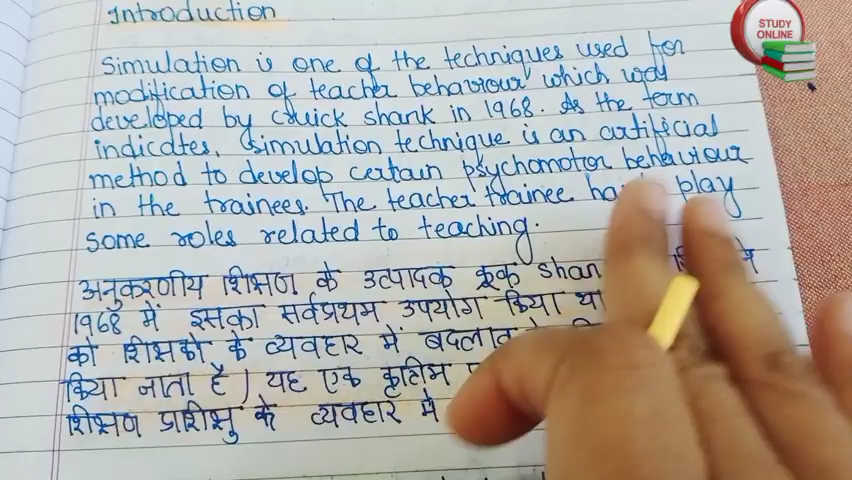 Introduction
STUDY
ONLINE
Simulation is one of the techniques used for
modification of teacher behaviour which way
developed by Cruick shank in 1968. As the term
indicates, Simulation technique is an artificial
method to develop certain psychomotor behaviour
in the trainees. The teacher trainee play
some roles related to teaching.
अनुकरणीय शिक्षण के उत्पादक क्रूक shan
1968 में इसका सर्वप्रथम उपयोग किया था
को शिक्षको के व्यवहार में बदलाव
किया जाता है। यह एक कृत्रिम
शिक्षण प्रशिक्षु के व्यवहार में